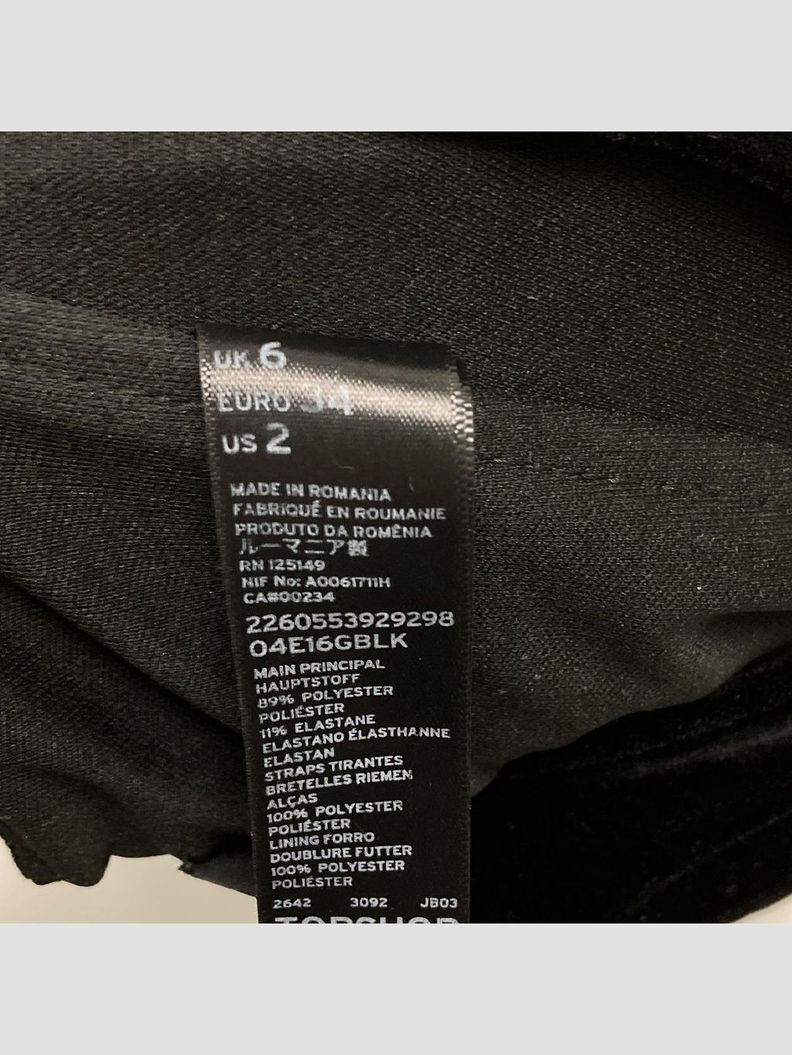 UK 6
EURO 34
US 2
MADE IN ROMANIA
FABRIQUÉ EN ROUMANIE
PRODUTO DA ROMÊNIA
ルーマニア製
RN 125149
NIF No: A0061711H
CA#00234
2260553929298
04E16GBLK
MAIN PRINCIPAL
HAUPTSTOFF
89% POLYESTER
POLIÉSTER
11% ELASTANE
ELASTANO ÉLASTHANNE
ELASTAN
STRAPS TIRANTES
BRETELLES RIEMEN
ALÇAS
100% POLYESTER
POLIÉSTER
LINING FORRO
DOUBLURE FUTTER
100% POLYESTER
POLIÉSTER
2642 3092 JB03
TOPSHOP